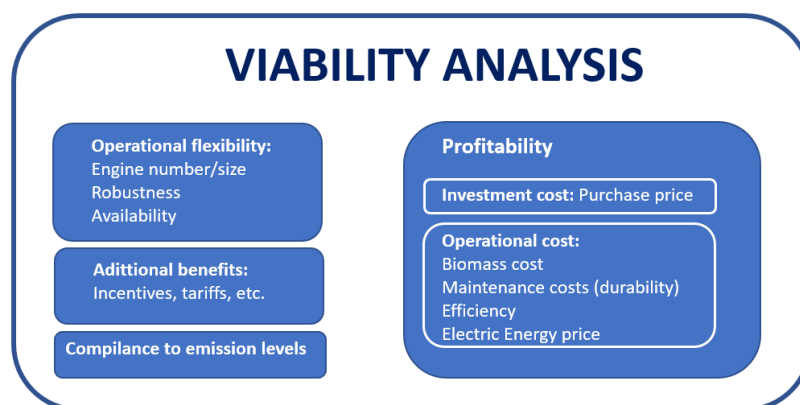 VIABILITY ANALYSIS
Operational flexibility:
Engine number/size
Robustness
Availability
Adittional benefits:
Incentives, tariffs, etc.
Compilance to emission levels
Profitability
Investment cost: Purchase price
Operational cost:
Biomass cost
Maintenance costs (durability)
Efficiency
Electric Energy price